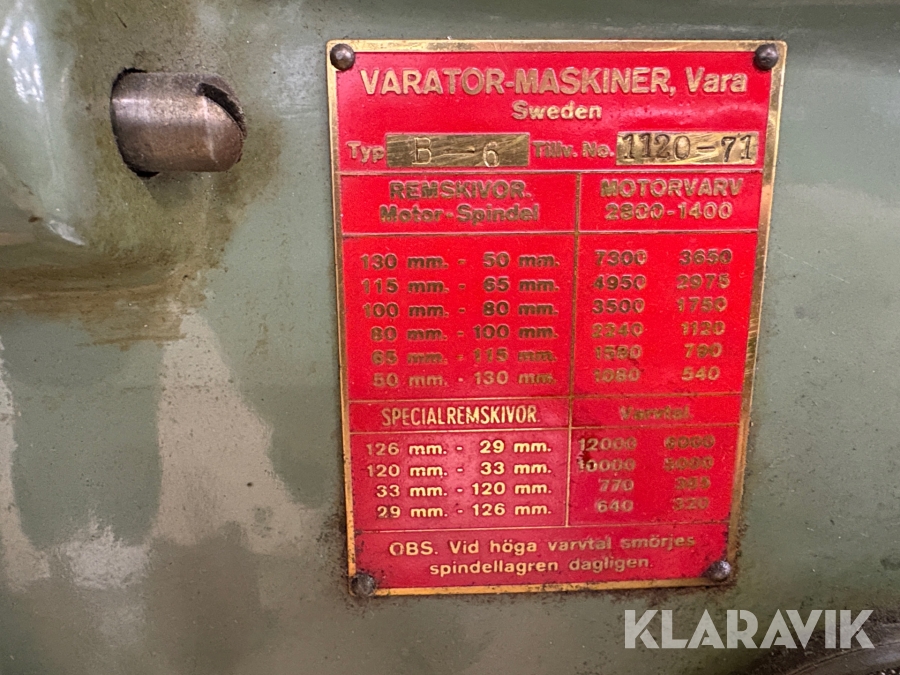 VARATOR-MASKINER, Vara
Sweden
Typ B-6 Tillv. No. 1120-71
REMSKIVOR. MOTORVARV
Motor-Spindel 2800-1400
130 mm. - 50 mm. 7300 3650
115 mm. - 65 mm. 4950 2975
100 mm. - 80 mm. 3500 1750
80 mm. - 100 mm. 2240 1120
65 mm. - 115 mm. 1580 790
50 mm. - 130 mm. 1080 540
SPECIALREMSKIVOR. Varvtal.
126 mm. - 29 mm. 12000 6000
120 mm. - 33 mm. 10000 5000
33 mm. - 120 mm. 770 385
29 mm. - 126 mm. 640 320
OBS. Vid höga varvtal smörjes
spindellagren dagligen.
KLARAVIK